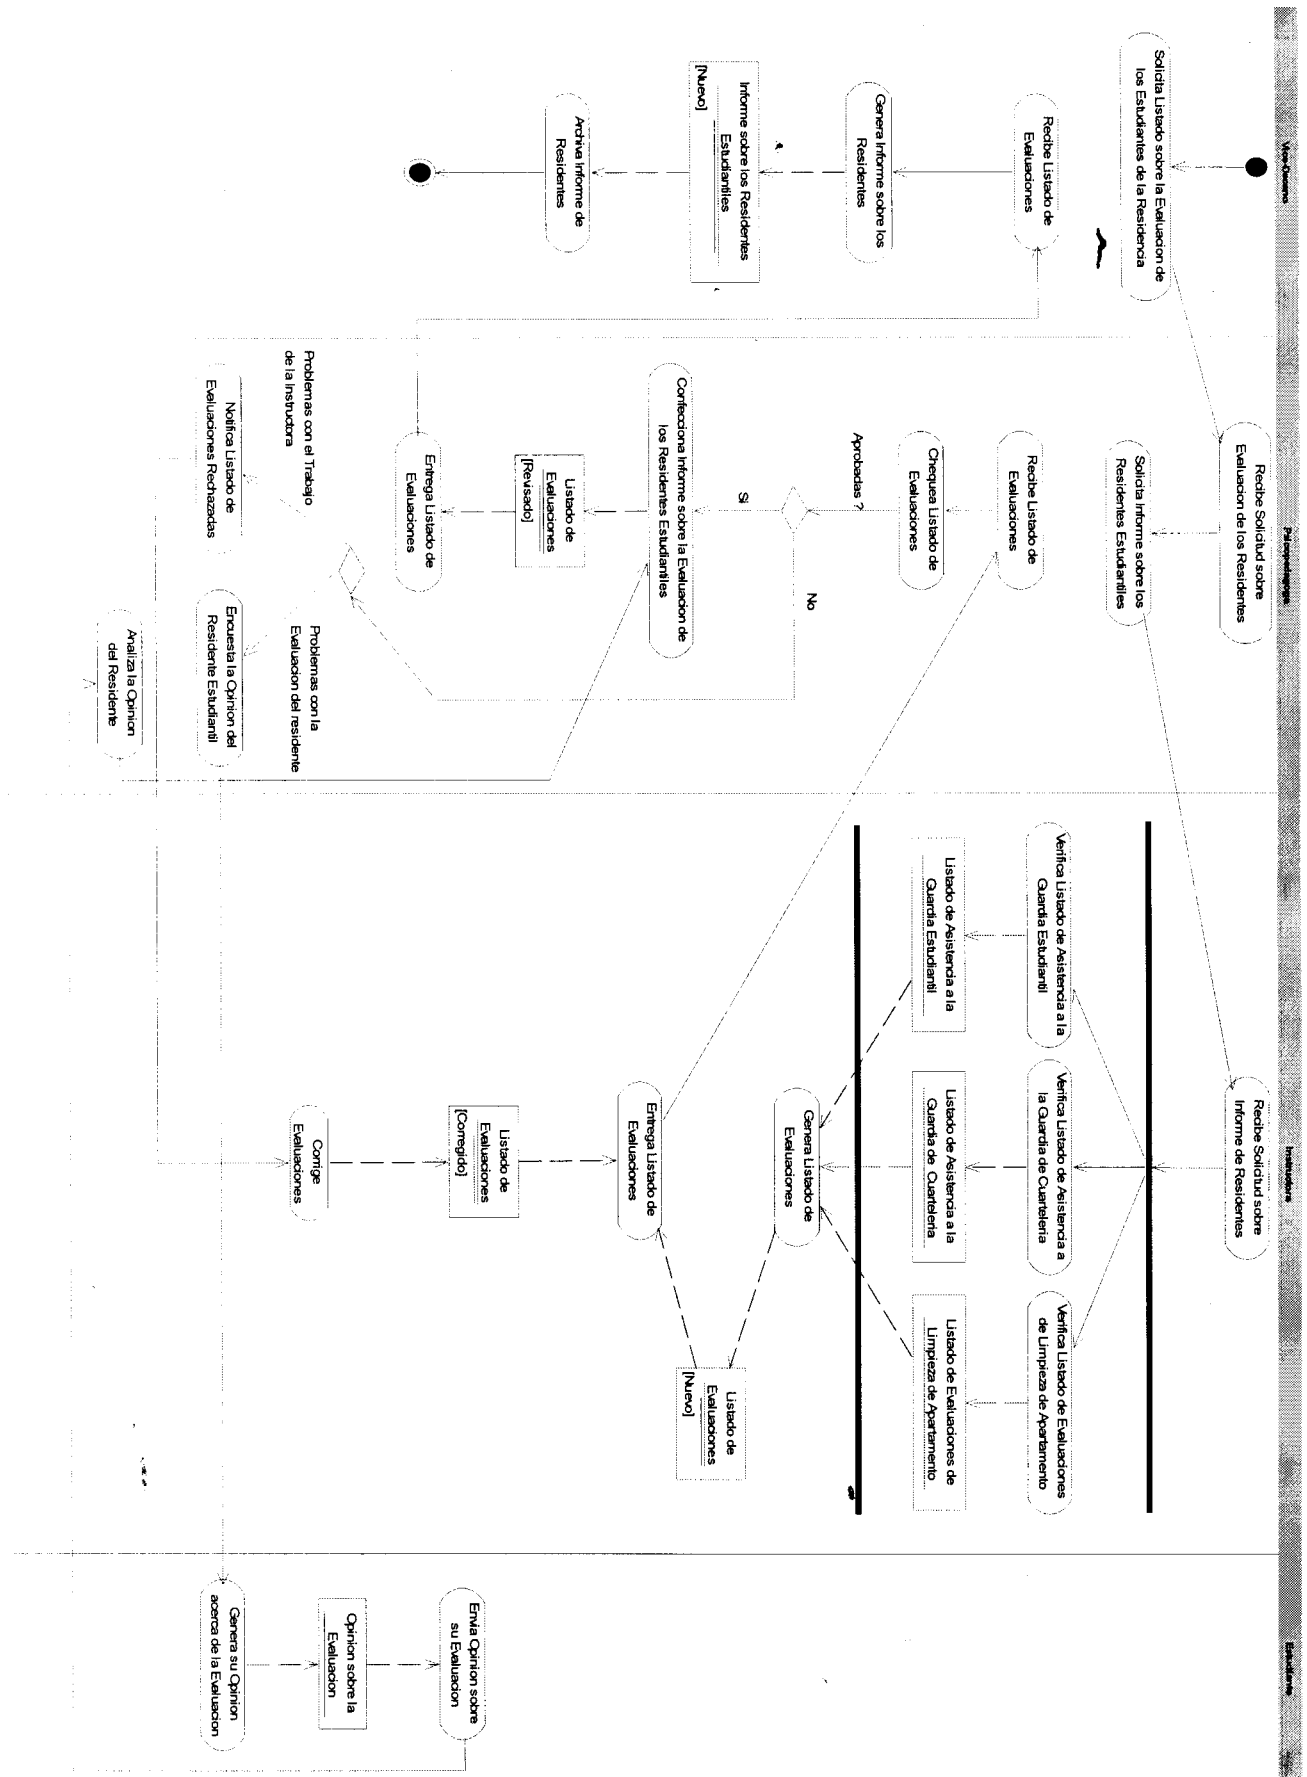 Vice-Decano
Psicopedagoga
Instructora
Estudiante
Solicita Listado sobre la Evaluacion de
los Estudiantes de la Residencia
Recibe Listado de
Evaluaciones
Genera Informe sobre los
Residentes
Informe sobre los Residentes
Estudiantiles
[Nuevo]
Archiva Informe de
Residentes
Recibe Solicitud sobre
Evaluacion de los Residentes
Solicita Informe sobre los
Residentes Estudiantiles
Recibe Listado de
Evaluaciones
Chequea Listado de
Evaluaciones
Aprobadas ?
No
Si
Confecciona Informe sobre la Evaluacion de
los Residentes Estudiantiles
Listado de
Evaluaciones
[Revisado]
Entrega Listado de
Evaluaciones
Problemas con el Trabajo
de la Instructora
Problemas con la
Evaluacion del residente
Notifica Listado de
Evaluaciones Rechazadas
Encuesta la Opinion del
Residente Estudiantil
Analiza la Opinion
del Residente
Recibe Solicitud sobre
Informe de Residentes
Verifica Listado de Asistencia a la
Guardia Estudiantil
Verifica Listado de Asistencia a
la Guardia de Cuarteleria
Verifica Listado de Evaluaciones
de Limpieza de Apartamento
Listado de Asistencia a la
Guardia Estudiantil
Listado de Asistencia a la
Guardia de Cuarteleria
Listado de Evaluaciones de
Limpieza de Apartamento
Genera Listado de
Evaluaciones
Listado de
Evaluaciones
[Nuevo]
Entrega Listado de
Evaluaciones
Listado de
Evaluaciones
[Corregido]
Corrige
Evaluaciones
Envia Opinion sobre
su Evaluacion
Opinion sobre la
Evaluacion
Genera su Opinion
acerca de la Evaluacion